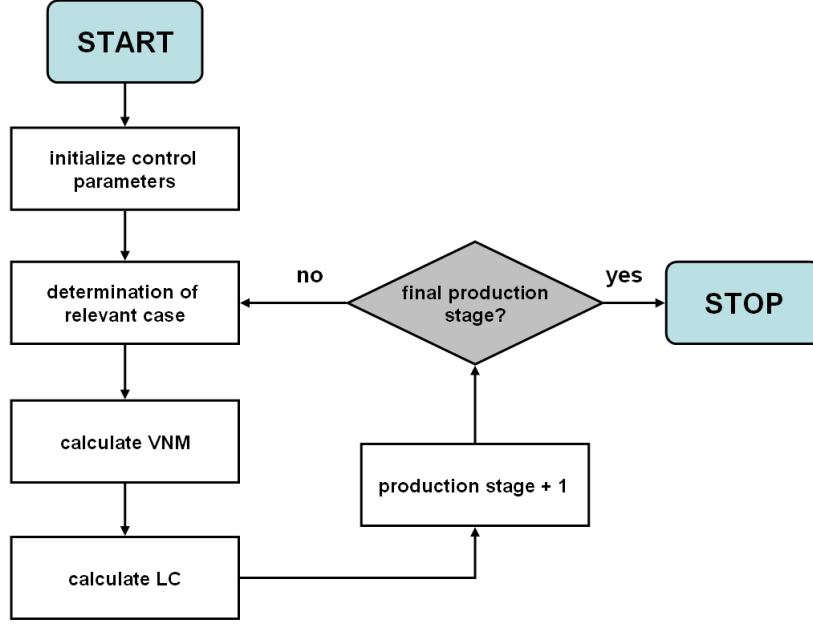 START
initialize control
parameters
determination of
relevant case
no
final production
stage?
yes
STOP
calculate VNM
production stage + 1
calculate LC